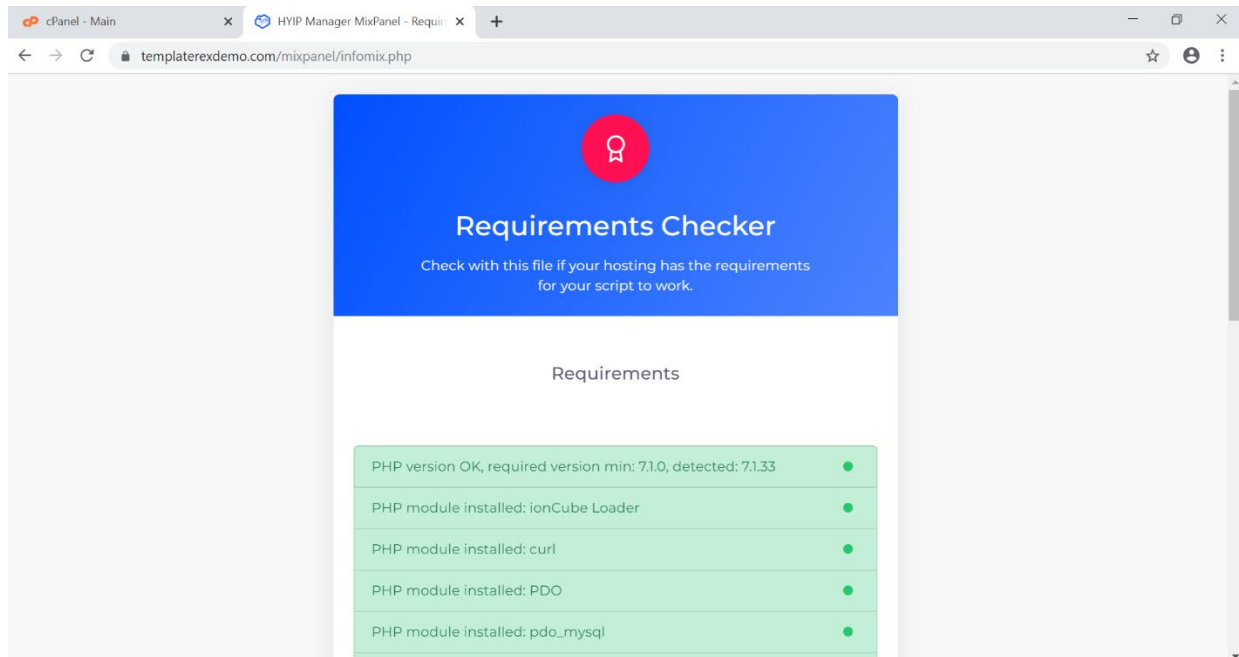 cPanel - Main
HYIP Manager MixPanel - Requir
templaterexdemo.com/mixpanel/infomix.php
Requirements Checker
Check with this file if your hosting has the requirements
for your script to work.
Requirements
PHP version OK, required version min: 7.1.0, detected: 7.1.33
PHP module installed: ionCube Loader
PHP module installed: curl
PHP module installed: PDO
PHP module installed: pdo_mysql